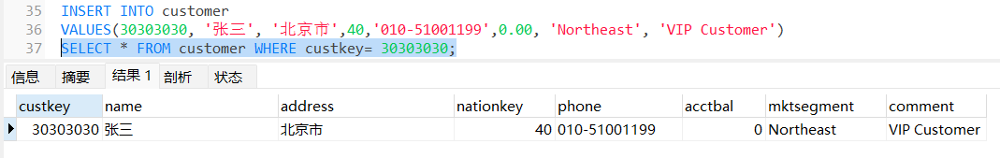 35 INSERT INTO customer
36 VALUES(30303030, '张三', '北京市',40,'010-51001199',0.00, 'Northeast', 'VIP Customer')
37 SELECT * FROM customer WHERE custkey= 30303030;
信息 摘要 结果 1 剖析 状态
custkey name address nationkey phone acctbal mktsegment comment
30303030 张三 北京市 40 010-51001199 0 Northeast VIP Customer